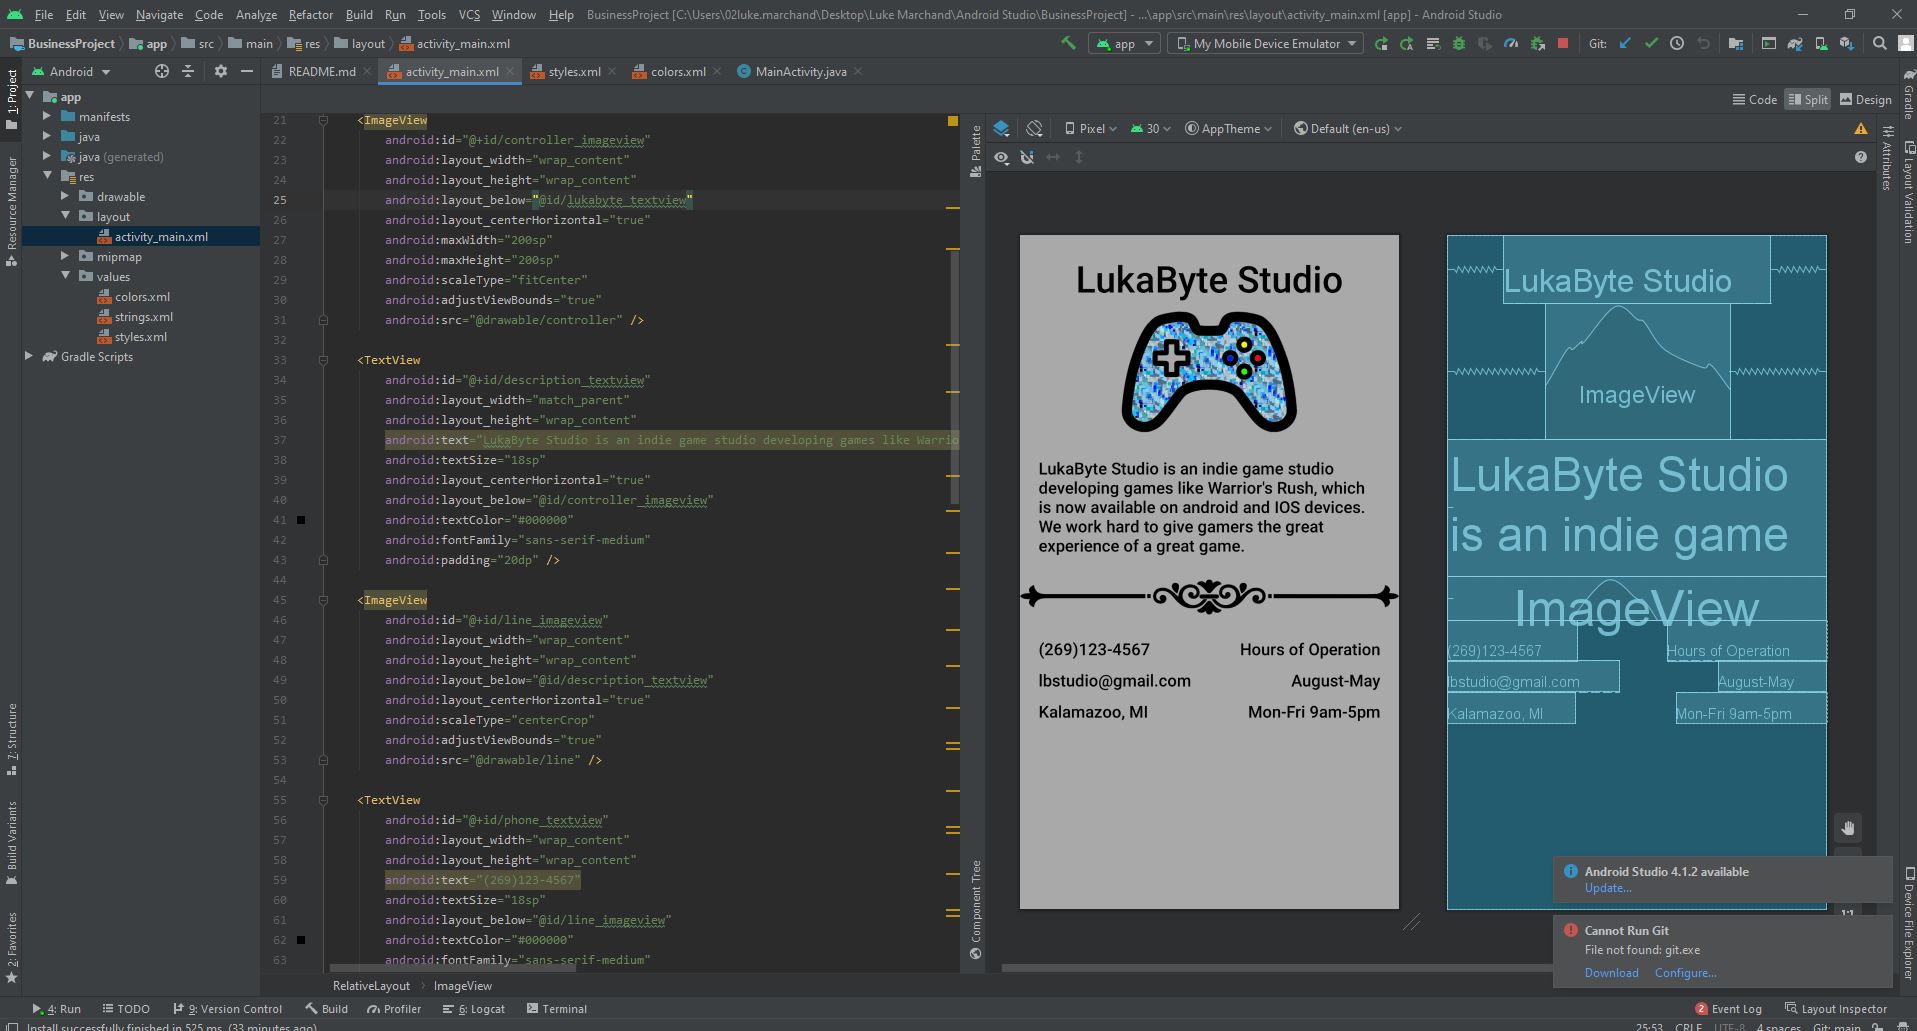 File Edit View Navigate Code Analyze Refactor Build Run Tools VCS Window Help BusinessProject [C:\Users\02luke.marchand\Desktop\Luke Marchand\Android Studio\BusinessProject] - ...\app\src\main\res\layout\activity_main.xml [app] - Android Studio
BusinessProject app src main res layout activity_main.xml app My Mobile Device Emulator Git:
Android README.md activity_main.xml styles.xml colors.xml MainActivity.java
Code Split Design
1: Project
Resource Manager
7: Structure
Build Variants
2: Favorites
app
manifests
java
java (generated)
res
drawable
layout
activity_main.xml
mipmap
values
colors.xml
strings.xml
styles.xml
Gradle Scripts
21 <ImageView
22 android:id="@+id/controller_imageview"
23 android:layout_width="wrap_content"
24 android:layout_height="wrap_content"
25 android:layout_below="@id/lukabyte_textview"
26 android:layout_centerHorizontal="true"
27 android:maxWidth="200sp"
28 android:maxHeight="200sp"
29 android:scaleType="fitCenter"
30 android:adjustViewBounds="true"
31 android:src="@drawable/controller" />
32
33 <TextView
34 android:id="@+id/description_textview"
35 android:layout_width="match_parent"
36 android:layout_height="wrap_content"
37 android:text="LukaByte Studio is an indie game studio developing games like Warrio
38 android:textSize="18sp"
39 android:layout_centerHorizontal="true"
40 android:layout_below="@id/controller_imageview"
41 android:textColor="#000000"
42 android:fontFamily="sans-serif-medium"
43 android:padding="20dp" />
44
45 <ImageView
46 android:id="@+id/line_imageview"
47 android:layout_width="wrap_content"
48 android:layout_height="wrap_content"
49 android:layout_below="@id/description_textview"
50 android:layout_centerHorizontal="true"
51 android:scaleType="centerCrop"
52 android:adjustViewBounds="true"
53 android:src="@drawable/line" />
54
55 <TextView
56 android:id="@+id/phone_textview"
57 android:layout_width="wrap_content"
58 android:layout_height="wrap_content"
59 android:text="(269)123-4567"
60 android:textSize="18sp"
61 android:layout_below="@id/line_imageview"
62 android:textColor="#000000"
63 android:fontFamily="sans-serif-medium"
RelativeLayout ImageView
Palette
Component Tree
Pixel 30 AppTheme Default (en-us)
LukaByte Studio
LukaByte Studio is an indie game studio
developing games like Warrior's Rush, which
is now available on android and IOS devices.
We work hard to give gamers the great
experience of a great game.
(269)123-4567 Hours of Operation
lbstudio@gmail.com August-May
Kalamazoo, MI Mon-Fri 9am-5pm
LukaByte Studio
ImageView
LukaByte Studio
is an indie game
ImageView
(269)123-4567 Hours of Operation
lbstudio@gmail.com August-May
Kalamazoo, MI Mon-Fri 9am-5pm
Android Studio 4.1.2 available
Update...
Cannot Run Git
File not found: git.exe
Download Configure...
Gradle
Attributes
Layout Validation
Device File Explorer
4: Run TODO 9: Version Control Build Profiler 6: Logcat Terminal 2 Event Log Layout Inspector
Install successfully finished in 525 ms. (33 minutes ago) 25:53 CRLF UTF-8 4 spaces Git: main